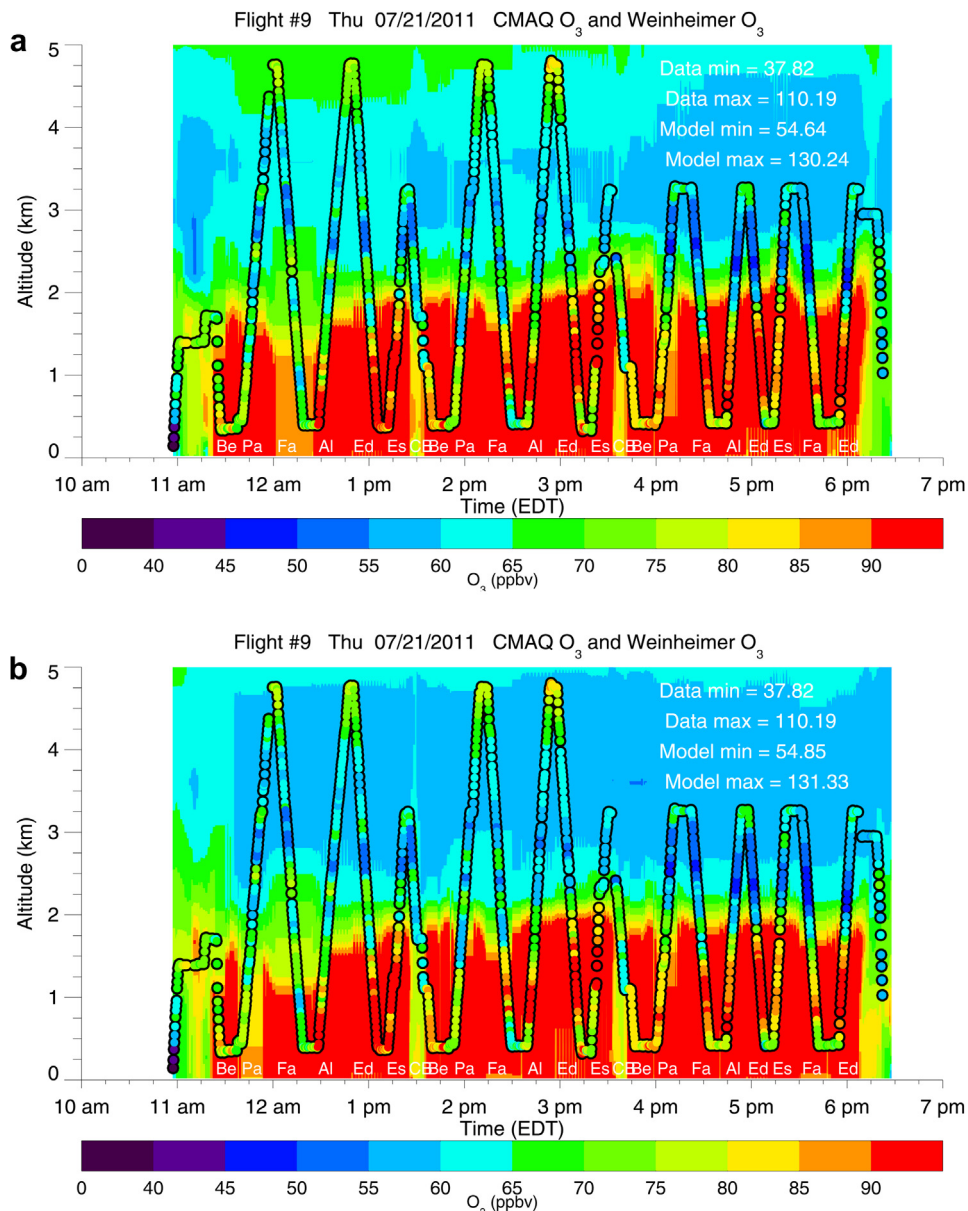 a
Flight #9 Thu 07/21/2011 CMAQ O3 and Weinheimer O3
5
4
3
2
1
0
Altitude (km)
Data min = 37.82
Data max = 110.19
Model min = 54.64
Model max = 130.24
Be Pa Fa Al Ed Es CB Be Pa Fa Al Ed Es CB Be Pa Fa Al Ed Es Fa Ed
10 am 11 am 12 am 1 pm 2 pm 3 pm 4 pm 5 pm 6 pm 7 pm
Time (EDT)
0 40 45 50 55 60 65 70 75 80 85 90
O3 (ppbv)
b
Flight #9 Thu 07/21/2011 CMAQ O3 and Weinheimer O3
5
4
3
2
1
0
Altitude (km)
Data min = 37.82
Data max = 110.19
Model min = 54.85
Model max = 131.33
Be Pa Fa Al Ed Es CB Be Pa Fa Al Ed Es CB Be Pa Fa Al Ed Es Fa Ed
10 am 11 am 12 am 1 pm 2 pm 3 pm 4 pm 5 pm 6 pm 7 pm
Time (EDT)
0 40 45 50 55 60 65 70 75 80 85 90
O3 (ppbv)